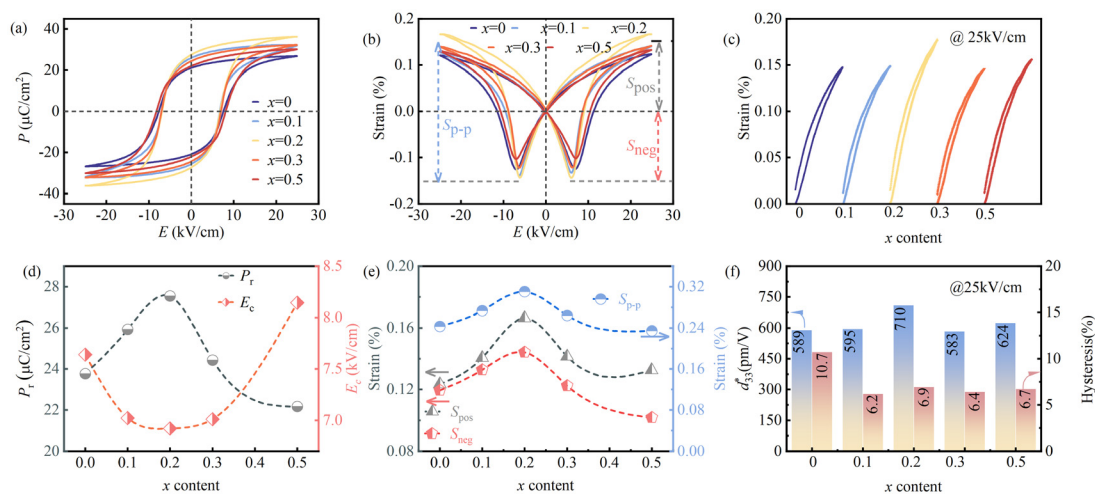 (a)
P (μC/cm²)
40
20
0
-20
-40
x=0
x=0.1
x=0.2
x=0.3
x=0.5
-30 -20 -10 0 10 20 30
E (kV/cm)
(b)
Strain (%)
0.2
0.1
0.0
-0.1
-0.2
x=0 x=0.1 x=0.2
x=0.3 x=0.5
Sp-p
Spos
Sneg
-30 -20 -10 0 10 20 30
E (kV/cm)
(c)
@ 25kV/cm
Strain (%)
0.20
0.15
0.10
0.05
0.00
0 0.1 0.2 0.3 0.5
x content
(d)
Pr (μC/cm²)
28
26
24
22
20
Pr
Ec
8.5
8.0
7.5
7.0
Ec (kV/cm)
0.0 0.1 0.2 0.3 0.5
x content
(e)
Strain (%)
0.20
0.16
0.12
0.08
Sp-p
Spos
Sneg
0.36
0.24
0.12
0.00
Strain (%)
0.0 0.1 0.2 0.3 0.5
x content
(f)
@25kV/cm
d*33(pm/V)
900
750
600
450
300
150
0
589 10.7 595 6.2 710 6.9 583 6.4 624 6.7
20
15
10
5
0
Hysteresis(%)
0 0.1 0.2 0.3 0.5
x content